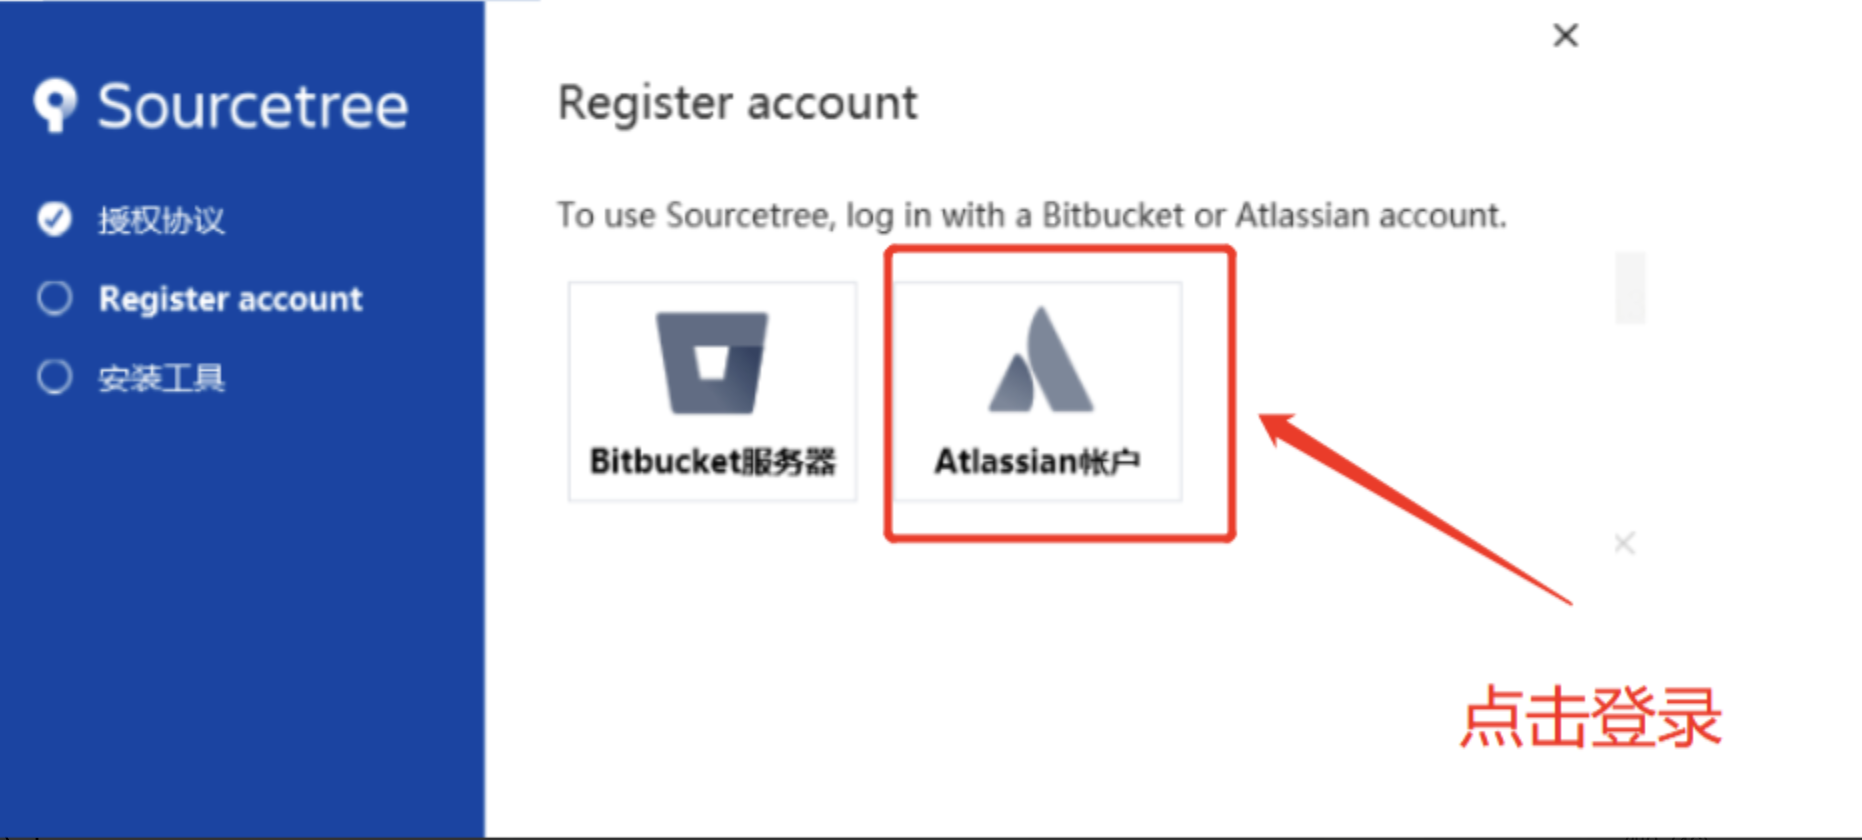 Sourcetree
授权协议
Register account
安装工具
Register account
To use Sourcetree, log in with a Bitbucket or Atlassian account.
Bitbucket服务器
Atlassian帐户
点击登录